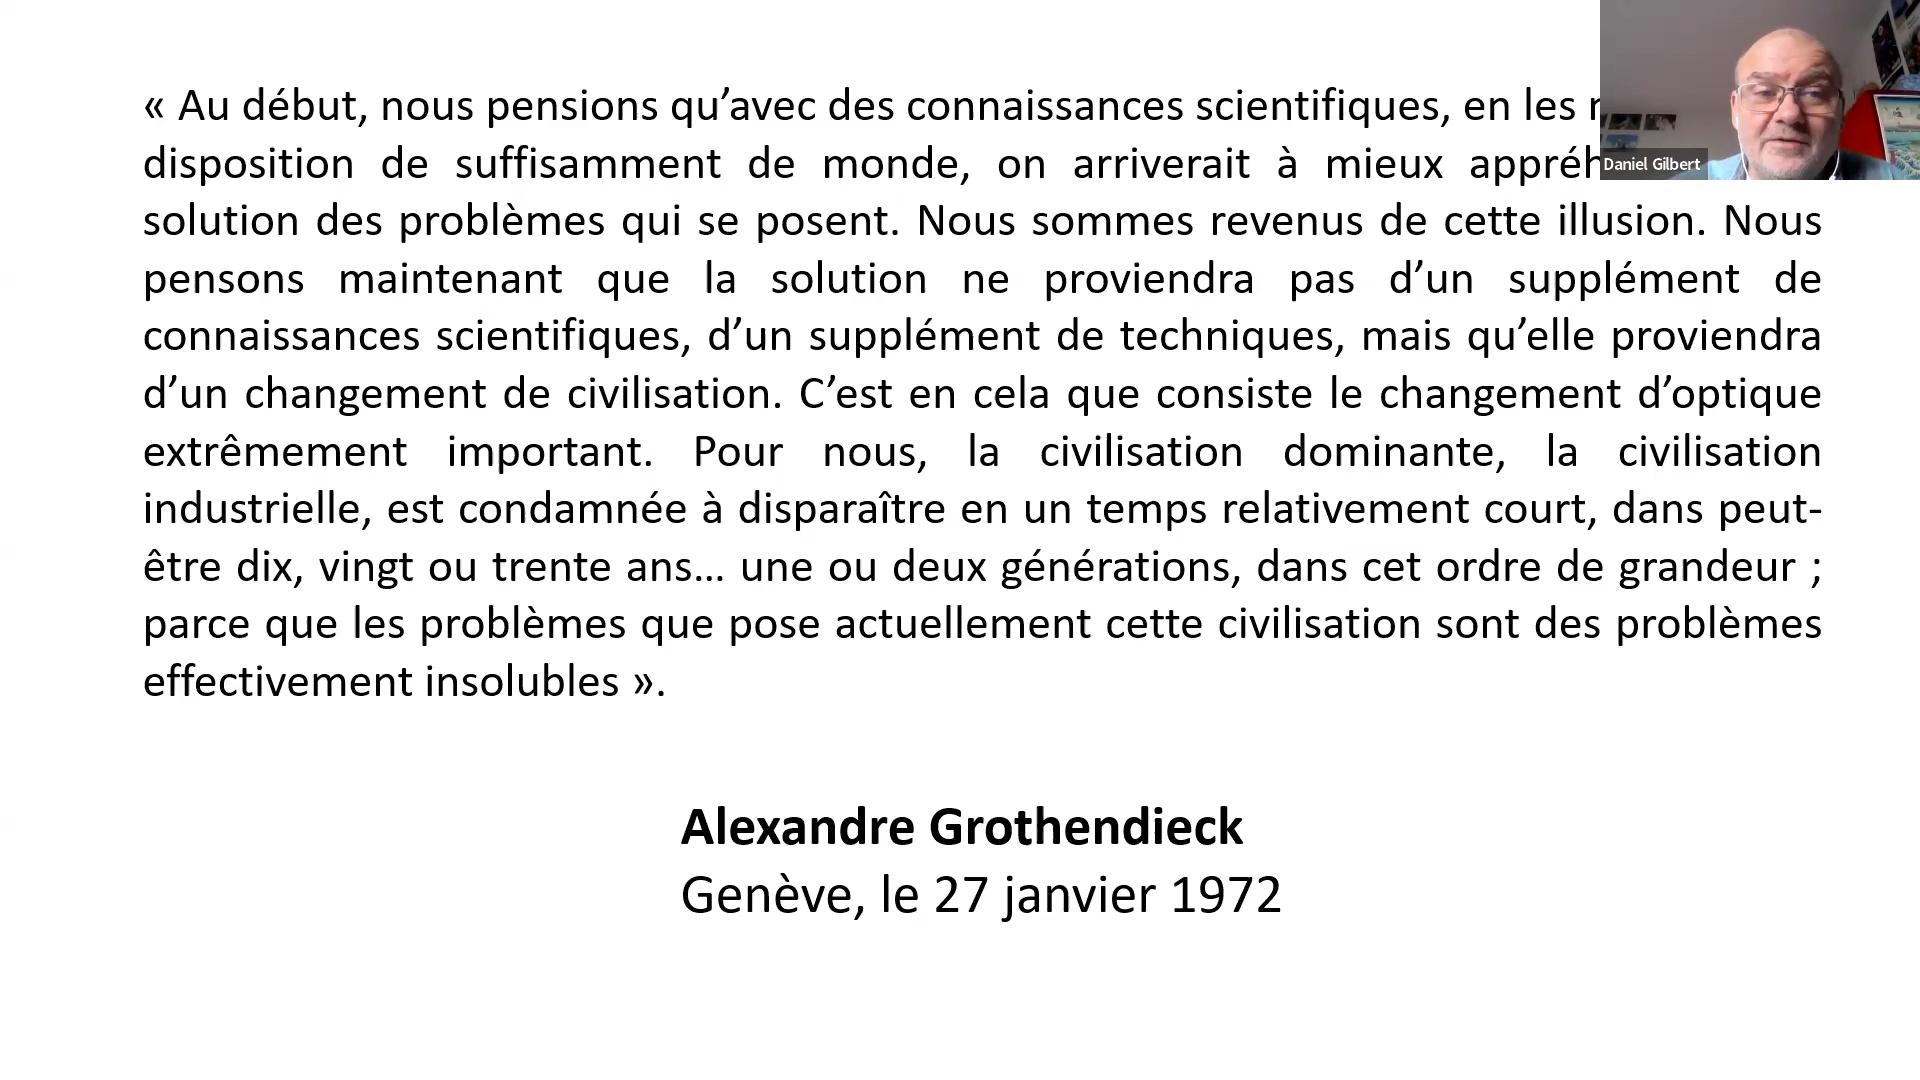 « Au début, nous pensions qu’avec des connaissances scientifiques, en les
disposition de suffisamment de monde, on arriverait à mieux
Daniel Gilbert
solution des problèmes qui se posent. Nous sommes revenus de cette illusion. Nous
pensons maintenant que la solution ne proviendra pas d’un supplément de
connaissances scientifiques, d’un supplément de techniques, mais qu’elle proviendra
d’un changement de civilisation. C’est en cela que consiste le changement d’optique
extrêmement important. Pour nous, la civilisation dominante, la civilisation
industrielle, est condamnée à disparaître en un temps relativement court, dans peut-
être dix, vingt ou trente ans… une ou deux générations, dans cet ordre de grandeur ;
parce que les problèmes que pose actuellement cette civilisation sont des problèmes
effectivement insolubles ».
Alexandre Grothendieck
Genève, le 27 janvier 1972